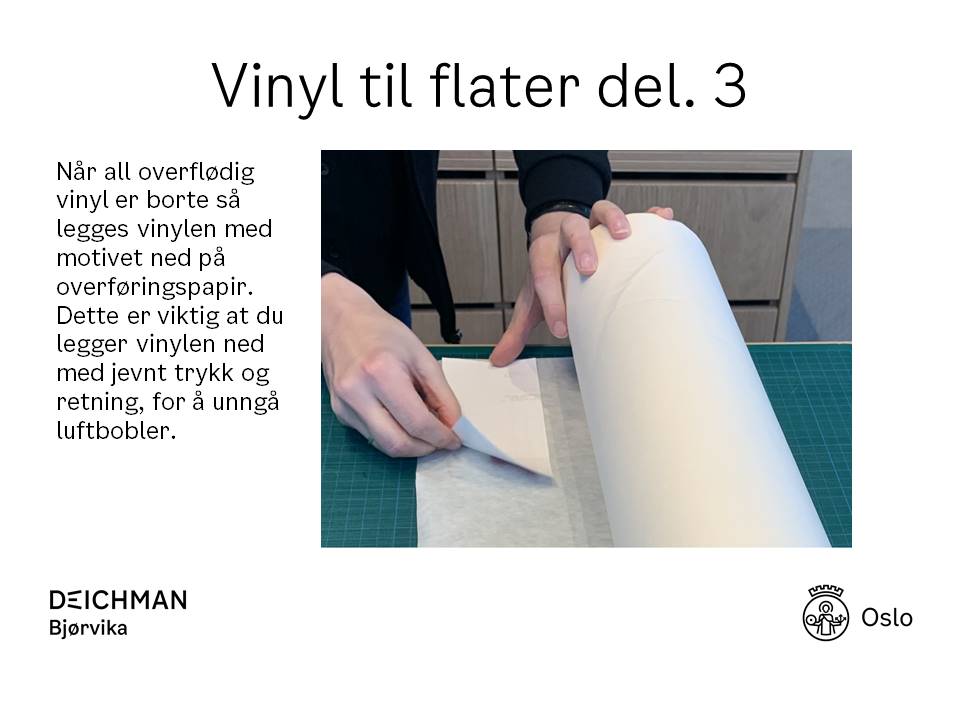 Vinyl til flater del. 3
Når all overflødig
vinyl er borte så
legges vinylen med
motivet ned på
overføringspapir.
Dette er viktig at du
legger vinylen ned
med jevnt trykk og
retning, for å unngå
luftbobler.
DEICHMAN
Bjørvika
Oslo